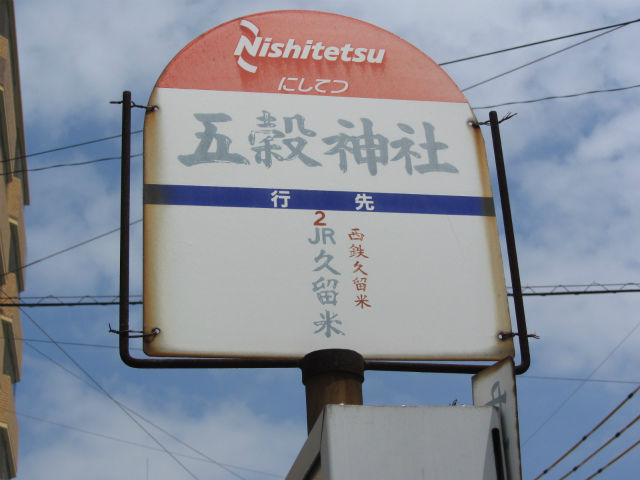 Nishitetsu
にしてつ
五穀神社
行先
2
JR久留米
西鉄久留米